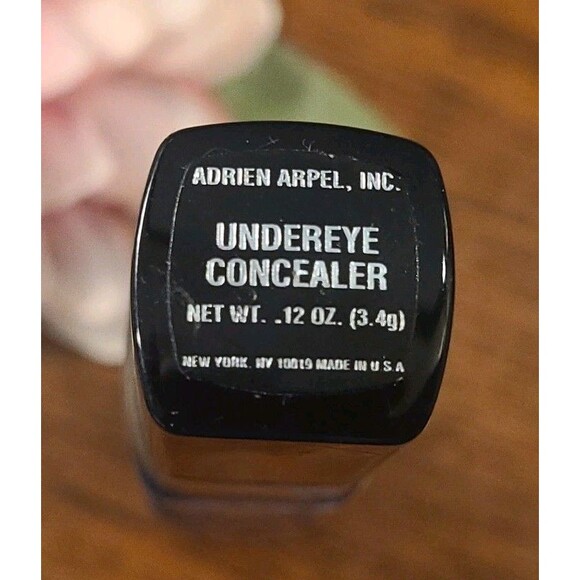 ADRIEN ARPEL, INC.
UNDEREYE
CONCEALER
NET WT. .12 OZ. (3.4g)
NEW YORK, NY 10019 MADE IN U.S.A